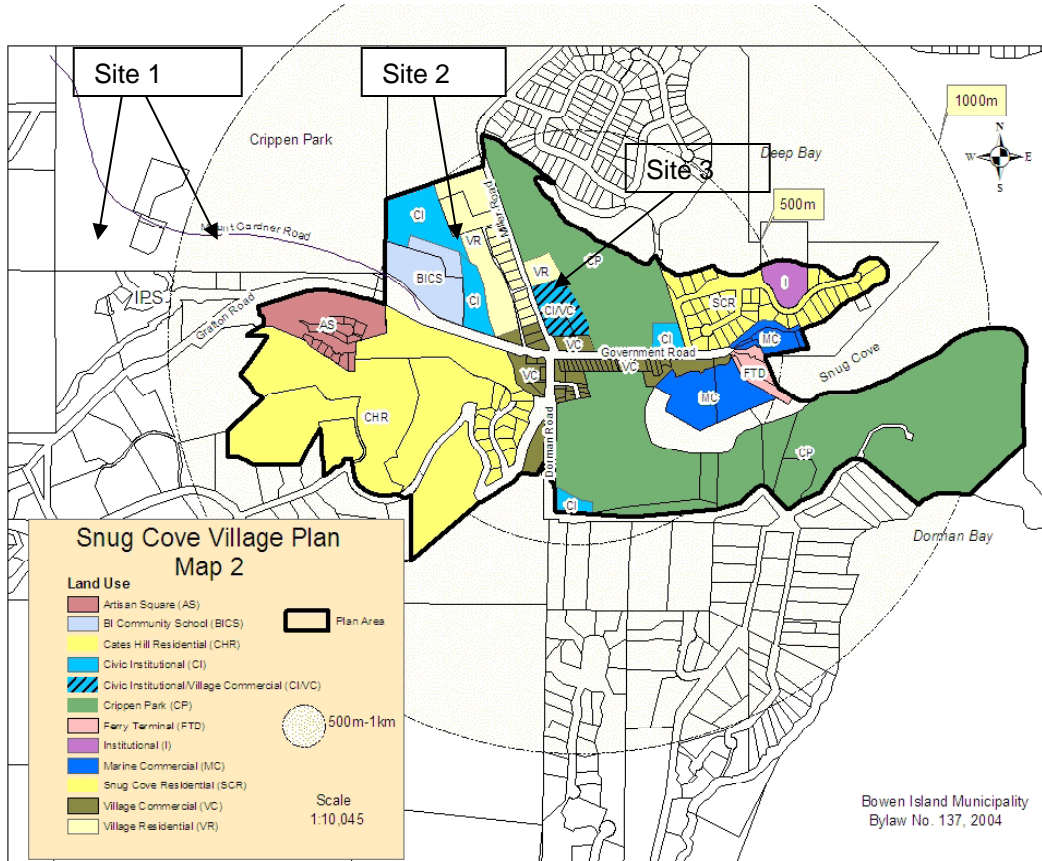 Site 1
Site 2
1000m
Crippen Park
N
W E
S
Deep Bay
Site 3
500m
CI
Miller Road
Mount Gardner Road
VR
CP
VR
BICS
I
IPS
CI
SCR
CI/VC
Grafton Road
AS
VC
CI
MC
Government Road
Snug Cove
VC
VC
FTD
MC
CHR
Dorman Road
CP
CI
Dorman Bay
Snug Cove Village Plan
Map 2
Land Use
Artisan Square (AS)
BI Community School (BICS)
Plan Area
Cates Hill Residential (CHR)
Civic Institutional (CI)
Civic Institutional/Village Commercial (CI/VC)
Crippen Park (CP)
Ferry Terminal (FTD)
500m-1km
Institutional (I)
Marine Commercial (MC)
Snug Cove Residential (SCR)
Village Commercial (VC)
Village Residential (VR)
Scale
1:10,045
Bowen Island Municipality
Bylaw No. 137, 2004